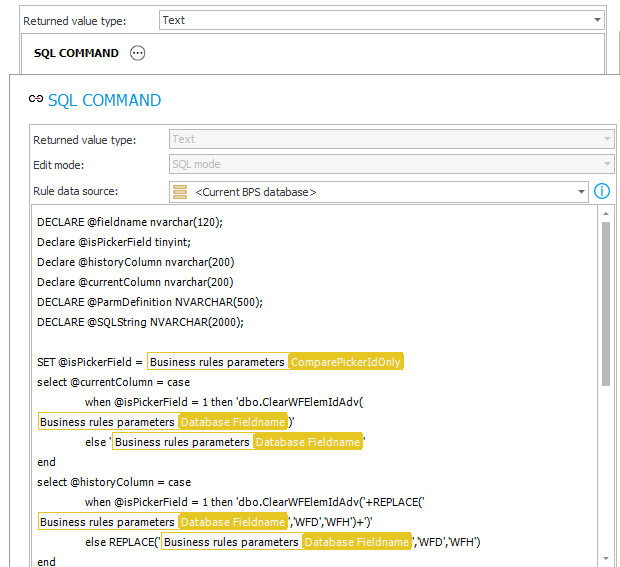 Returned value type: Text
SQL COMMAND
SQL COMMAND
Returned value type: Text
Edit mode: SQL mode
Rule data source: <Current BPS database>
DECLARE @fieldname nvarchar(120);
Declare @isPickerField tinyint;
Declare @historyColumn nvarchar(200)
Declare @currentColumn nvarchar(200)
DECLARE @ParmDefinition NVARCHAR(500);
DECLARE @SQLString NVARCHAR(2000);
SET @isPickerField = Business rules parameters ComparePickerIdOnly
select @currentColumn = case
when @isPickerField = 1 then 'dbo.ClearWFElemIdAdv(
Business rules parameters Database Fieldname )'
else ' Business rules parameters Database Fieldname '
end
select @historyColumn = case
when @isPickerField = 1 then 'dbo.ClearWFElemIdAdv('+REPLACE('
Business rules parameters Database Fieldname ','WFD','WFH')+')'
else REPLACE(' Business rules parameters Database Fieldname ','WFD','WFH')
end